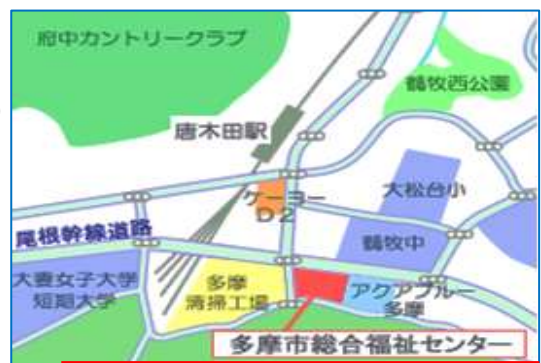 府中カントリークラブ
鶴牧西公園
唐木田駅
ケーヨー
D2
大松台小
尾根幹線道路
鶴牧中
大妻女子大学
短期大学
多摩
清掃工場
アクアブルー
多摩
多摩市総合福祉センター